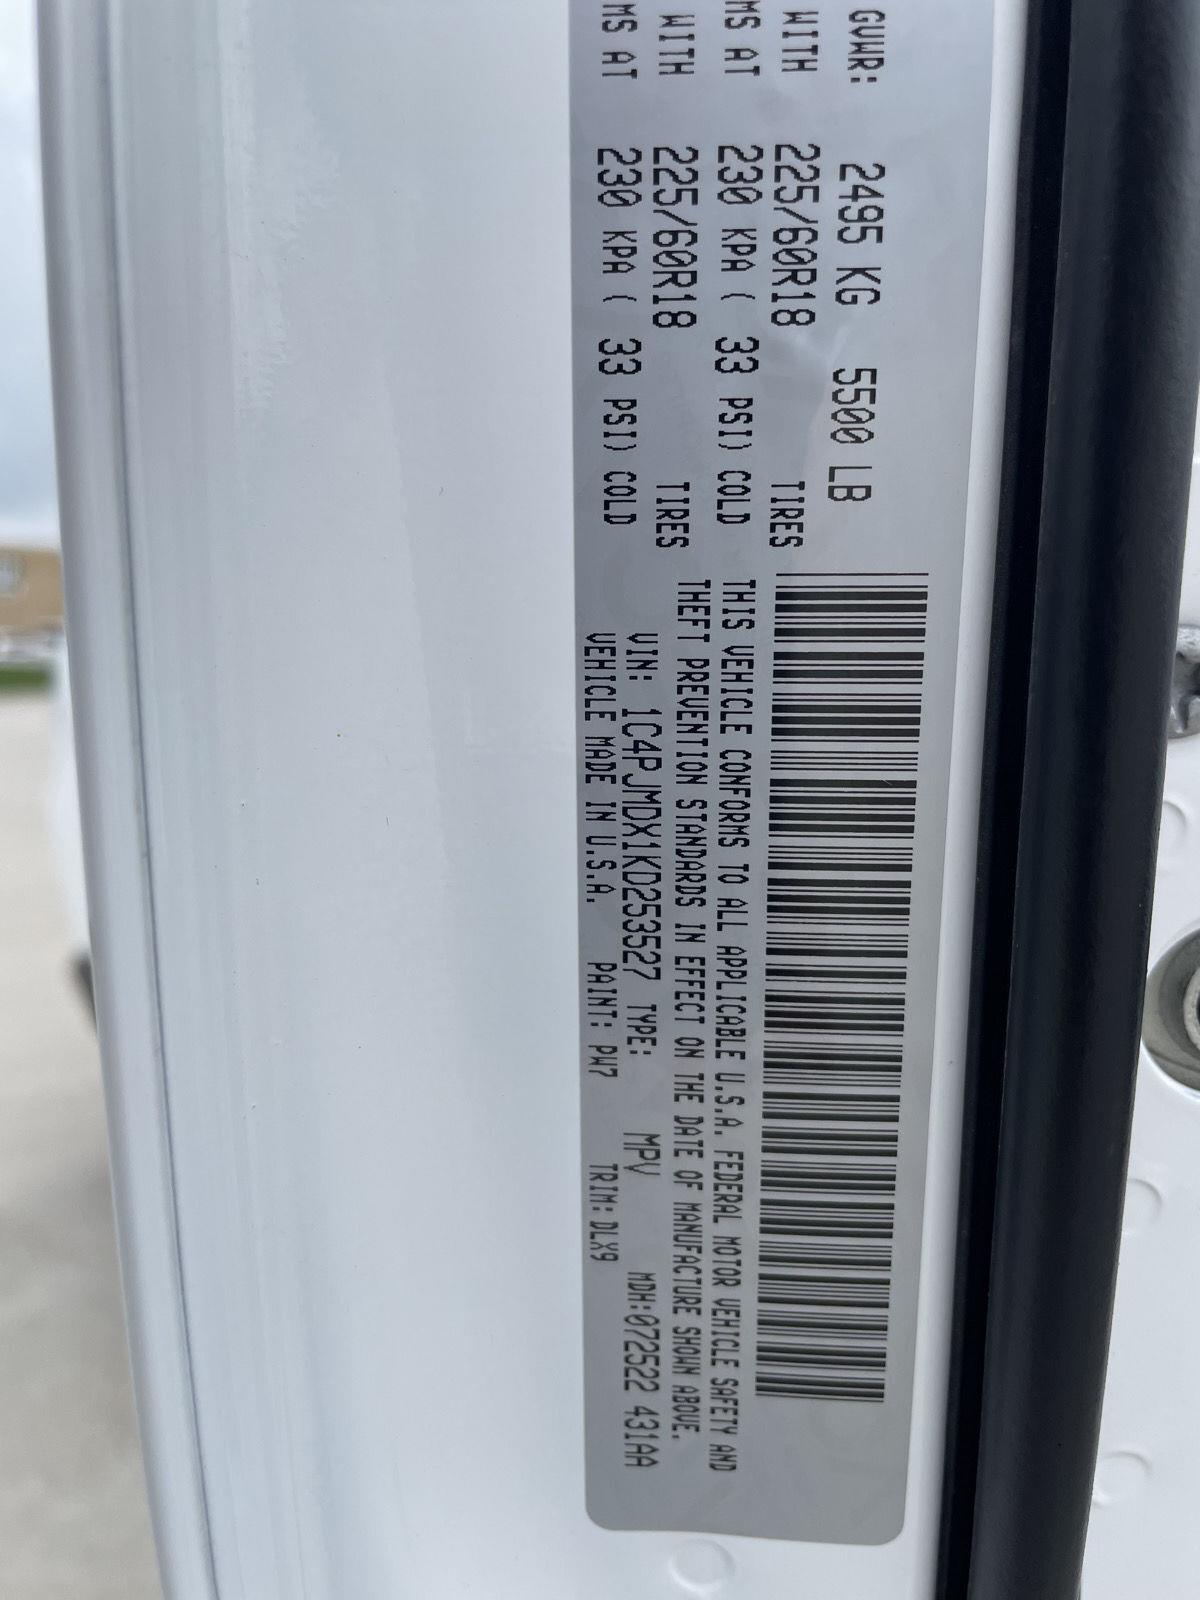 GVWR: 2495 KG 5500 LB
WITH 225/60R18 TIRES
MS AT 230 KPA ( 33 PSI) COLD
WITH 225/60R18 TIRES
MS AT 230 KPA ( 33 PSI) COLD
THIS VEHICLE CONFORMS TO ALL APPLICABLE U.S.A. FEDERAL MOTOR VEHICLE SAFETY AND
THEFT PREVENTION STANDARDS IN EFFECT ON THE DATE OF MANUFACTURE SHOWN ABOVE.
VIN: 1C4PJMDX1KD253527 TYPE: MPV MDH:072522 431AA
VEHICLE MADE IN U.S.A. PAINT: PW7 TRIM: DLX9